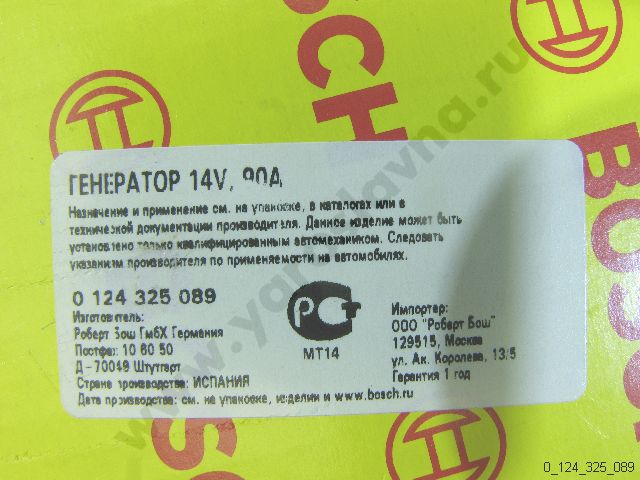 BOSCH
ГЕНЕРАТОР 14V, 90А
Назначение и применение см. на упаковке, в каталогах или в
технической документации производителя. Данное изделие может быть
установлено только квалифицированным автомехаником. Следовать
указаниям производителя по применяемости на автомобилях.
0 124 325 089
Изготовитель:
Роберт Бош ГмбХ Германия
Постфах 10 60 50
Д - 70049 Штутгарт
Страна производства: ИСПАНИЯ
Дата производства: см. на упаковке, изделии и www.bosch.ru
РСТ
МТ14
Импортер:
ООО "Роберт Бош"
129515, Москва
ул. Ак. Королева, 13/5
Гарантия 1 год
0_124_325_089